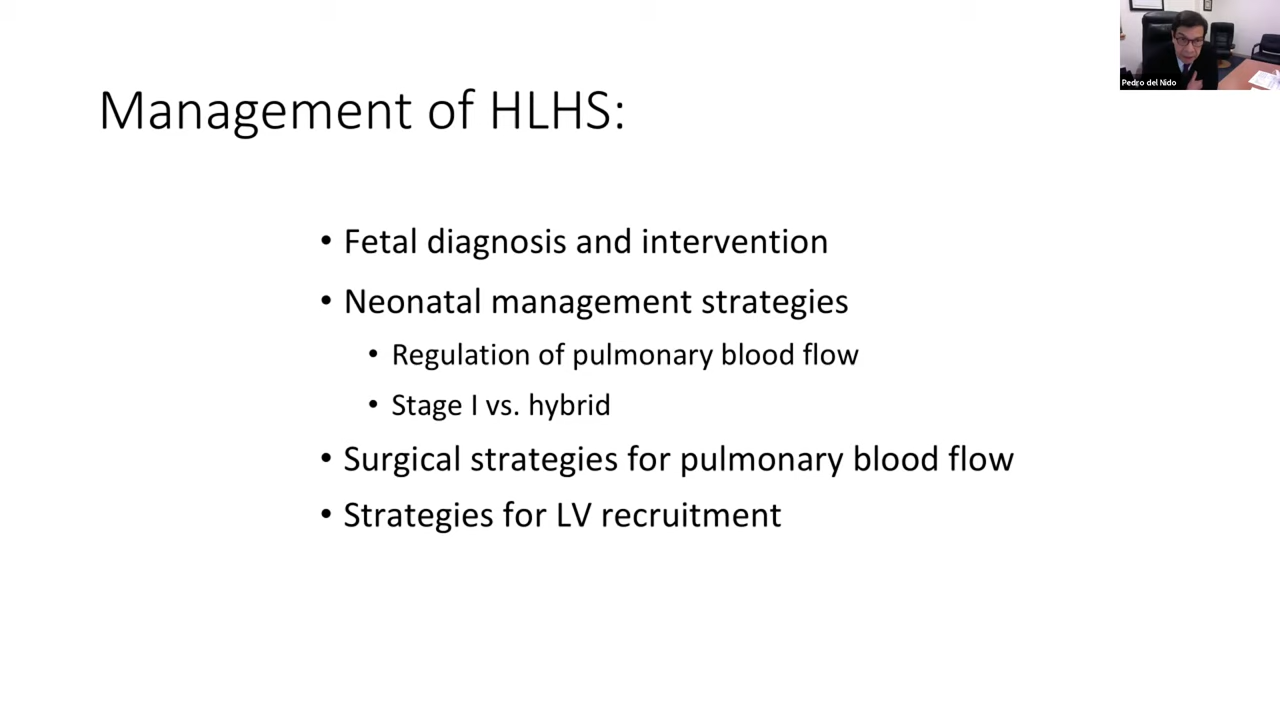 Management of HLHS:
Pedro del Nido
• Fetal diagnosis and intervention
• Neonatal management strategies
• Regulation of pulmonary blood flow
• Stage I vs. hybrid
• Surgical strategies for pulmonary blood flow
• Strategies for LV recruitment